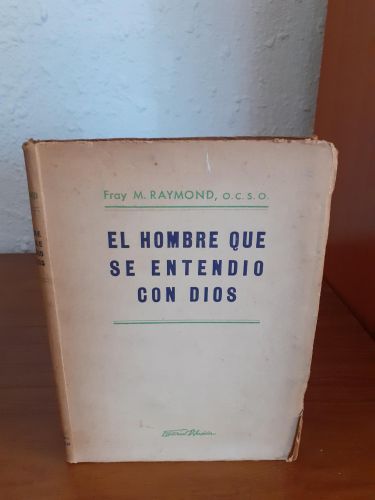 Fray M. RAYMOND, O.C.S.O.
EL HOMBRE QUE
SE ENTENDIO
CON DIOS